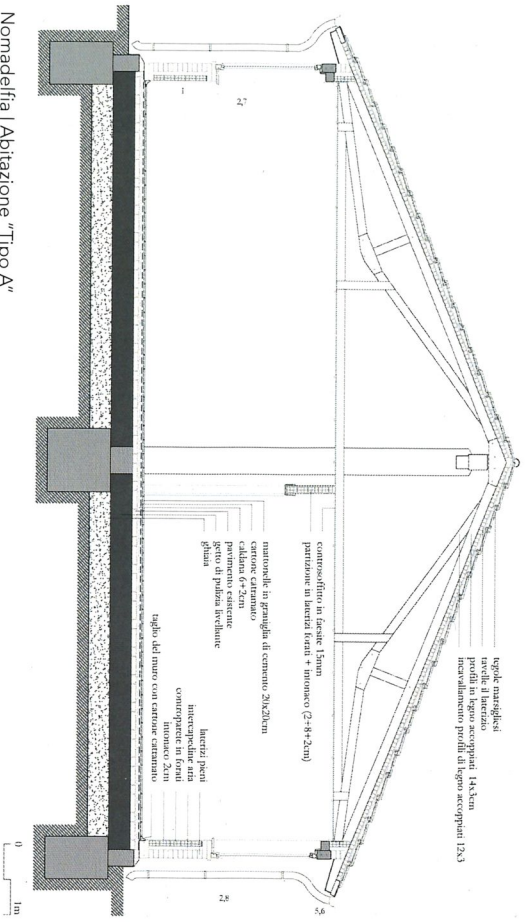 tegole marsigliesi
tavelle il laterizio
profili in legno accoppiati 14x3cm
incavallamento profili di legno accoppiati 12x3
controsoffitto in faesite 15mm
partizione in laterizi forati + intonaco (2+8+2cm)
mattonelle in graniglia di cemento 20x20cm
cartone catramato
caldana 6+2cm
pavimento esistente
getto di pulizia livellante
ghiaia
laterizi pieni
intercapedine aria
controparete in forati
intonaco 2cm
taglio del muro con cartone catramato
1
2,7
2,8
5,6
0
1m
Nomadelfia | Abitazione "Tipo A"